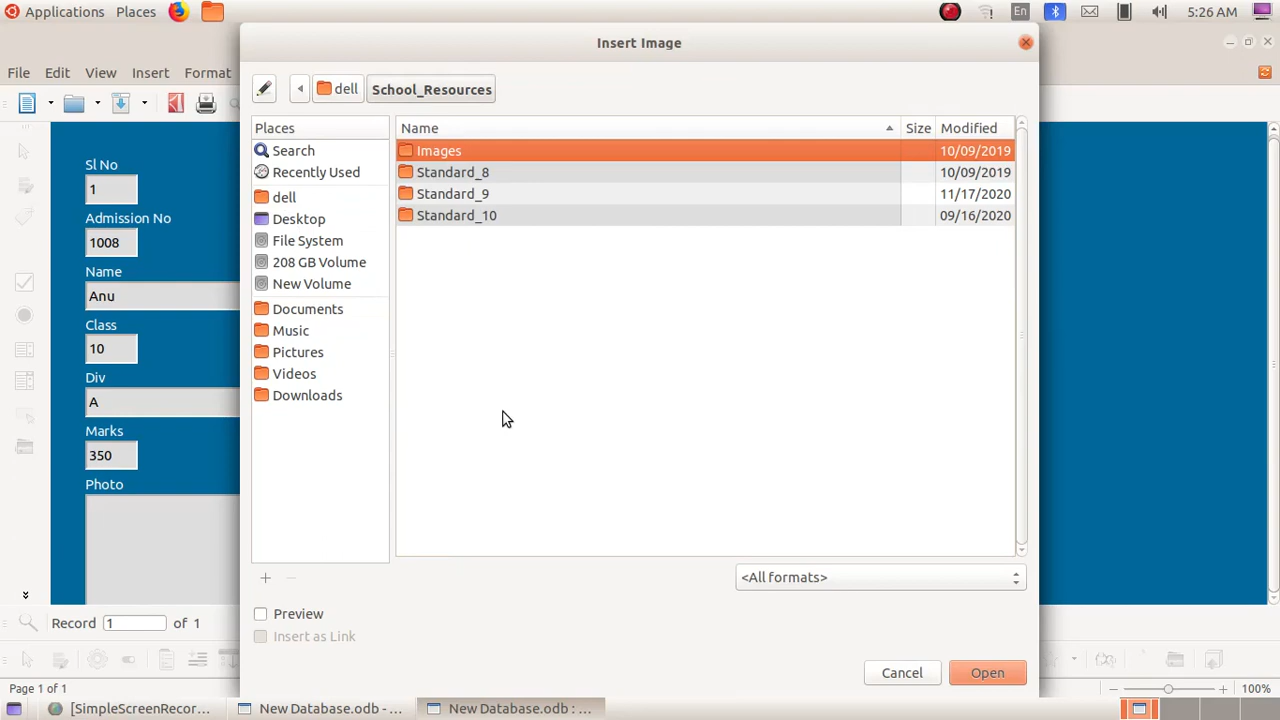 Applications Places En 5:26 AM
Insert Image
File Edit View Insert Format
dell School_Resources
Places Name Size Modified
Search Images 10/09/2019
Sl No
Recently Used Standard_8 10/09/2019
1
dell Standard_9 11/17/2020
Admission No
Desktop Standard_10 09/16/2020
1008
File System
208 GB Volume
Name
New Volume
Anu
Documents
Class
Music
10
Pictures
Div
Videos
A
Downloads
Marks
350
Photo
<All formats>
Preview
Record 1 of 1
Insert as Link
Cancel Open
Page 1 of 1 100%
[SimpleScreenRecor... New Database.odb - ... New Database.odb : ...